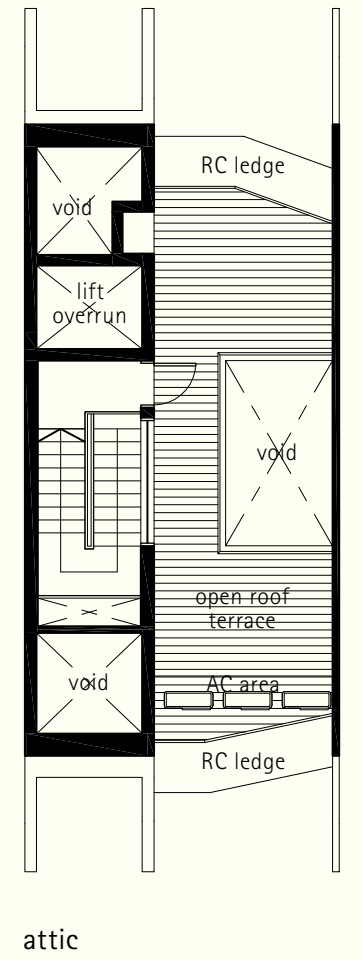 RC ledge
void
lift
overrun
void
open roof
terrace
void
AC area
RC ledge
attic